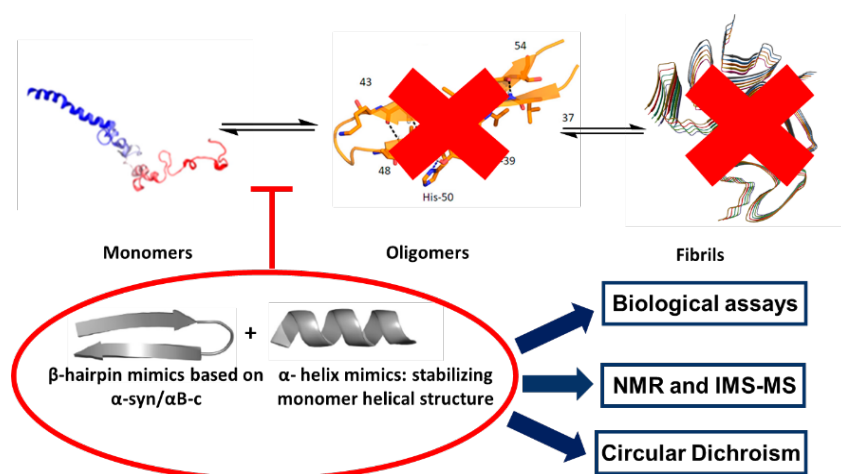 54
43
37
48
-39
His-50
Monomers
Oligomers
Fibrils
+
β-hairpin mimics based on
α-syn/αB-c
α- helix mimics: stabilizing
monomer helical structure
Biological assays
NMR and IMS-MS
Circular Dichroism